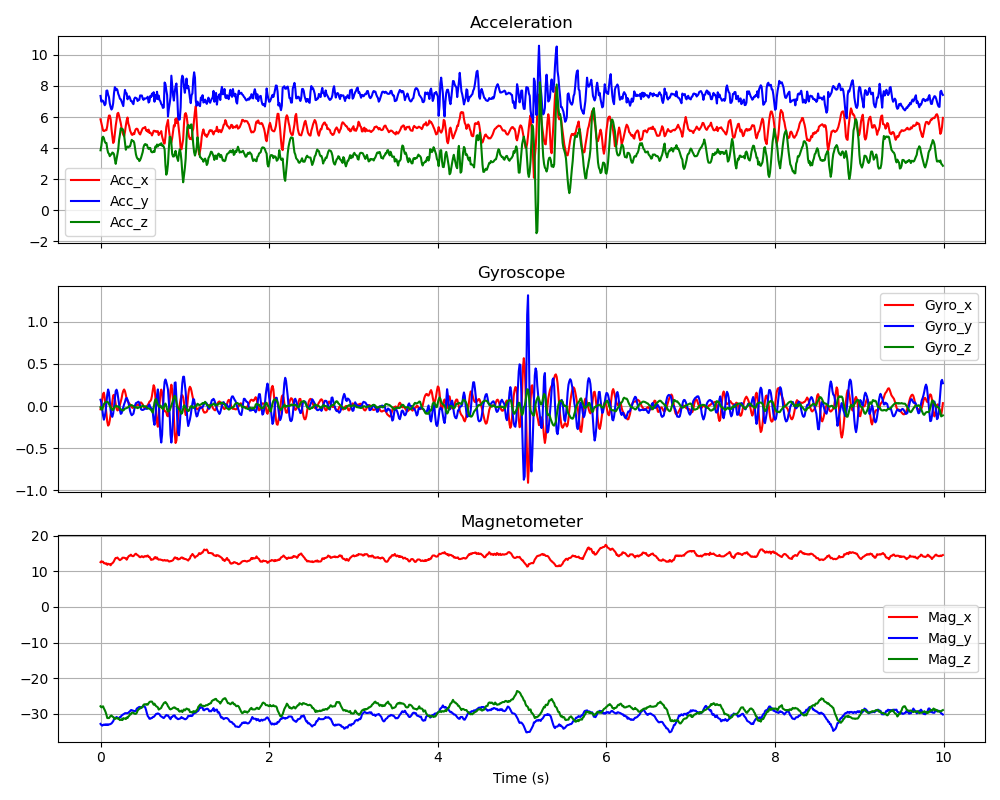 Acceleration
10
8
6
4
2
0
−2
Acc_x
Acc_y
Acc_z
Gyroscope
1.0
0.5
0.0
−0.5
−1.0
Gyro_x
Gyro_y
Gyro_z
Magnetometer
20
10
0
−10
−20
−30
Mag_x
Mag_y
Mag_z
0 2 4 6 8 10
Time (s)